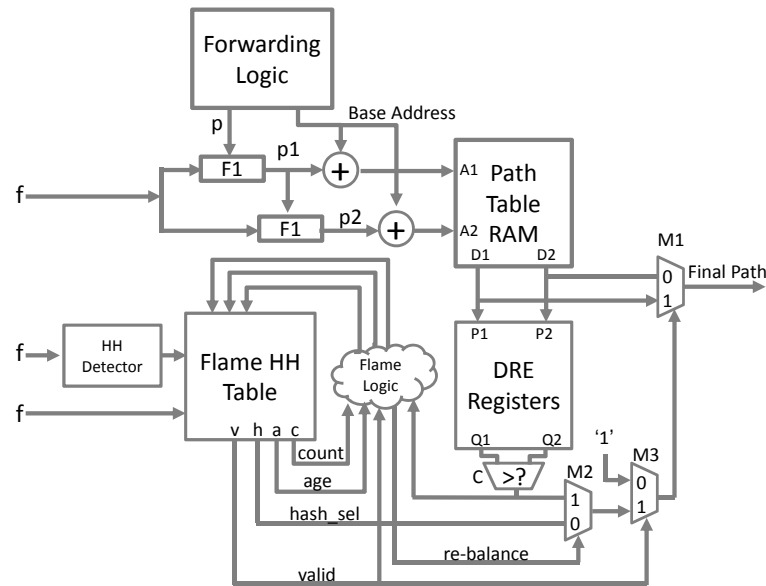 Forwarding
Logic
Base Address
p
p1
F1
f
A1
Path
Table
RAM
F1
p2
A2
D1
D2
M1
Final Path
0
1
f
HH
Detector
Flame HH
Table
Flame
Logic
P1
P2
DRE
Registers
f
v
h
a
c
count
age
Q1
Q2
C
>?
'1'
M2
M3
0
1
1
0
hash_sel
re-balance
valid
+
+